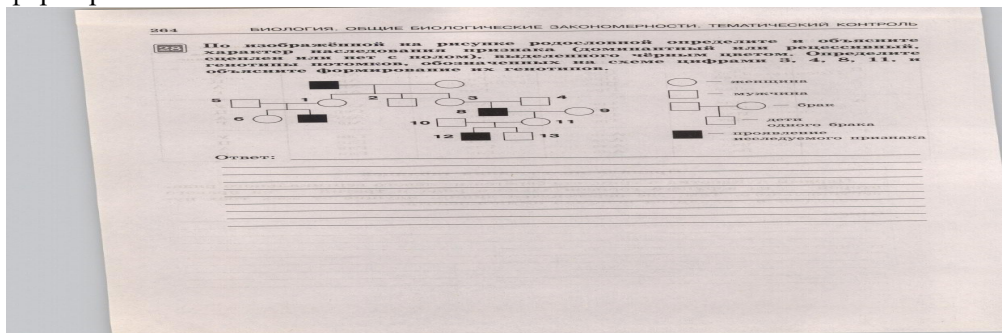 264 БИОЛОГИЯ. ОБЩИЕ БИОЛОГИЧЕСКИЕ ЗАКОНОМЕРНОСТИ. ТЕМАТИЧЕСКИЙ КОНТРОЛЬ
23 По изображённой на рисунке родословной определите и объясните
характер наследования признака (доминантный или рецессивный,
сцеплен или нет с полом), выделенного чёрным цветом. Определите
генотипы потомков, обозначенных на схеме цифрами 3, 4, 8, 11, и
объясните формирование их генотипов.
5 1 2 3 4
6 8 9
10 11
12 13
— женщина
— мужчина
— брак
— дети
одного брака
— проявление
исследуемого признака
Ответ: